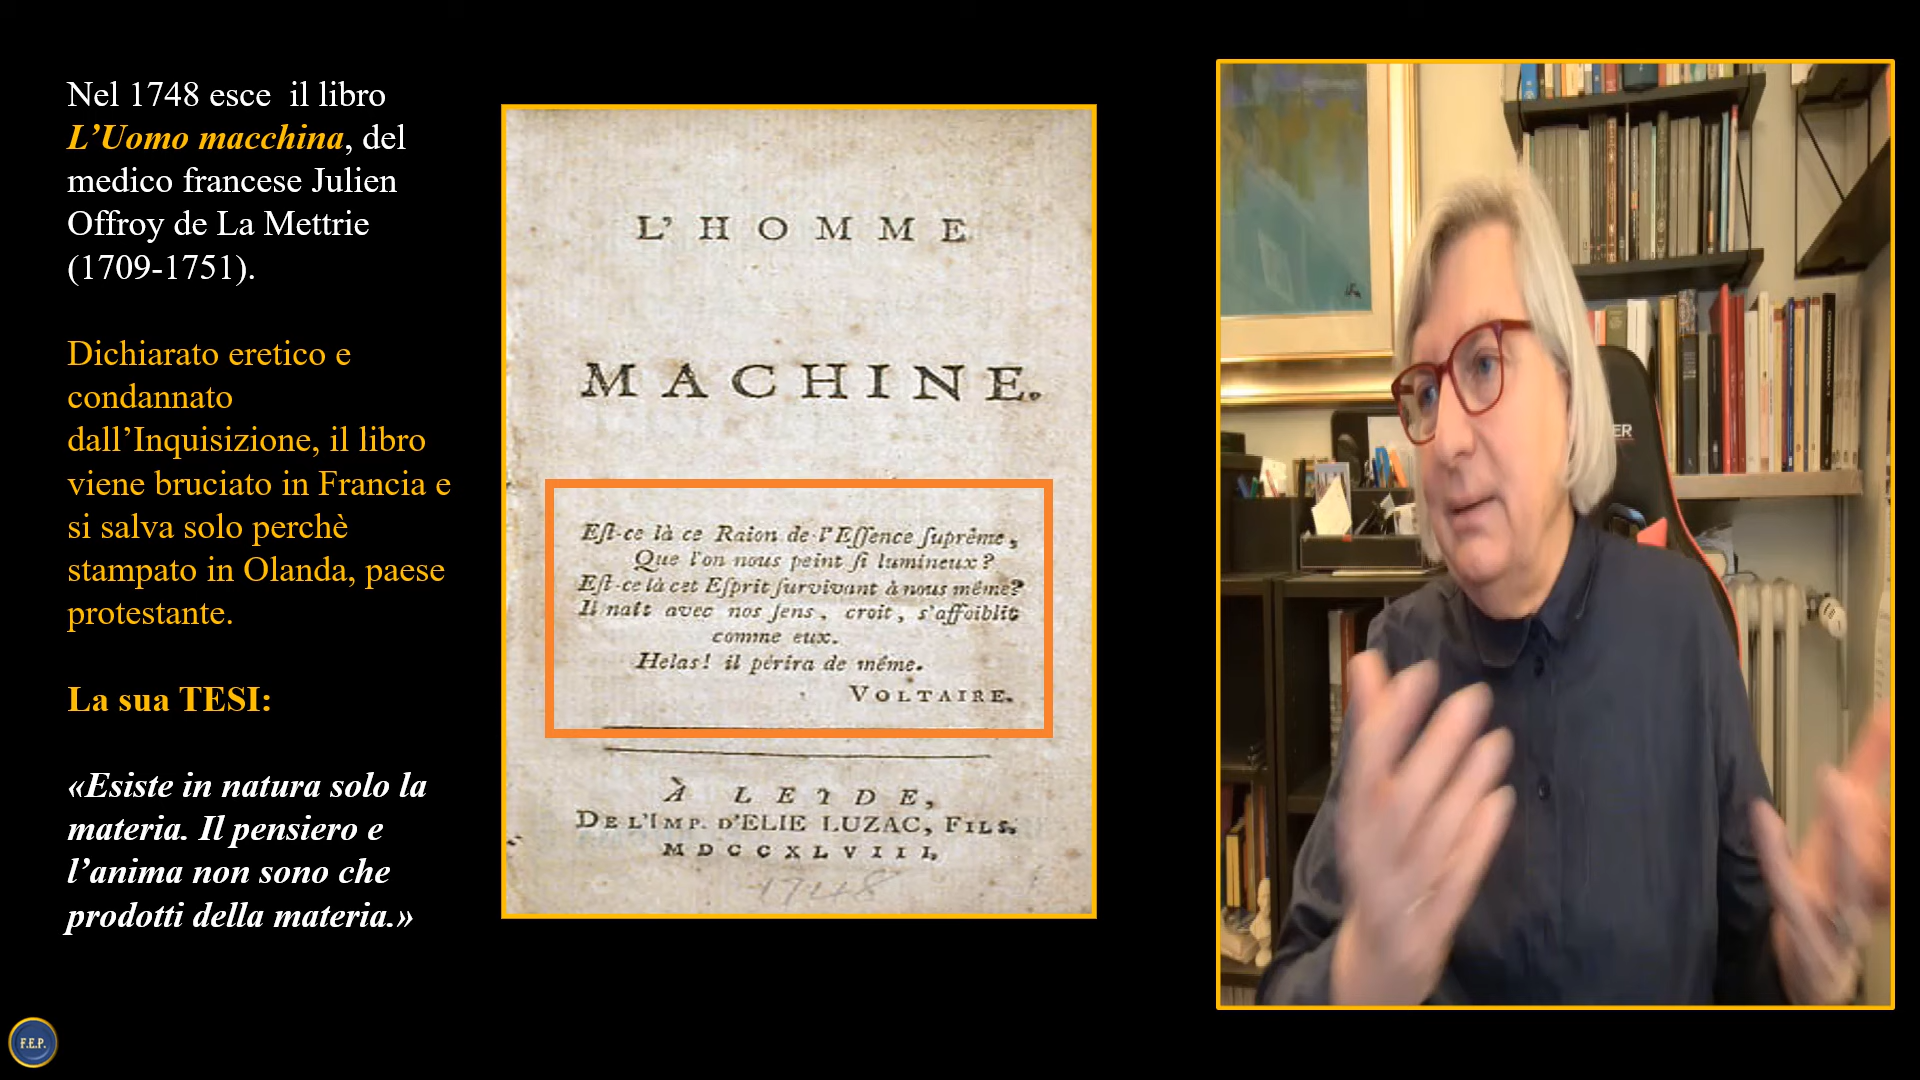 Nel 1748 esce  il libro
L’Uomo macchina, del
medico francese Julien
Offroy de La Mettrie
(1709-1751).
Dichiarato eretico e
condannato
dall’Inquisizione, il libro
viene bruciato in Francia e
si salva solo perchè
stampato in Olanda, paese
protestante.
La sua TESI:
«Esiste in natura solo la
materia. Il pensiero e
l’anima non sono che
prodotti della materia.»
L’HOMME
MACHINE.
Eſt-ce là ce Raion de l’Eſſence ſuprême,
Que l’on nous peint ſi lumineux?
Eſt-ce là cet Eſprit ſurvivant à nous même?
Il naît avec nos ſens, croit, s’affoiblit
comme eux.
Helas! il périra de même.
VOLTAIRE.
À LEIDE,
DE L’IMP. D’ELIE LUZAC, FILS.
MDCCXLVIII,
1748
ER
F.E.P.